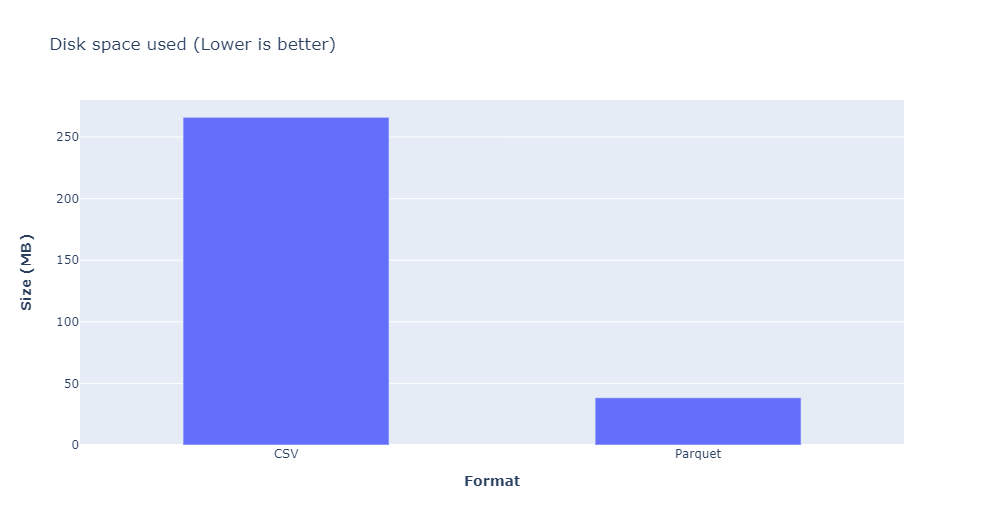 Disk space used (Lower is better)
Size (MB)
250
200
150
100
50
0
CSV
Parquet
Format